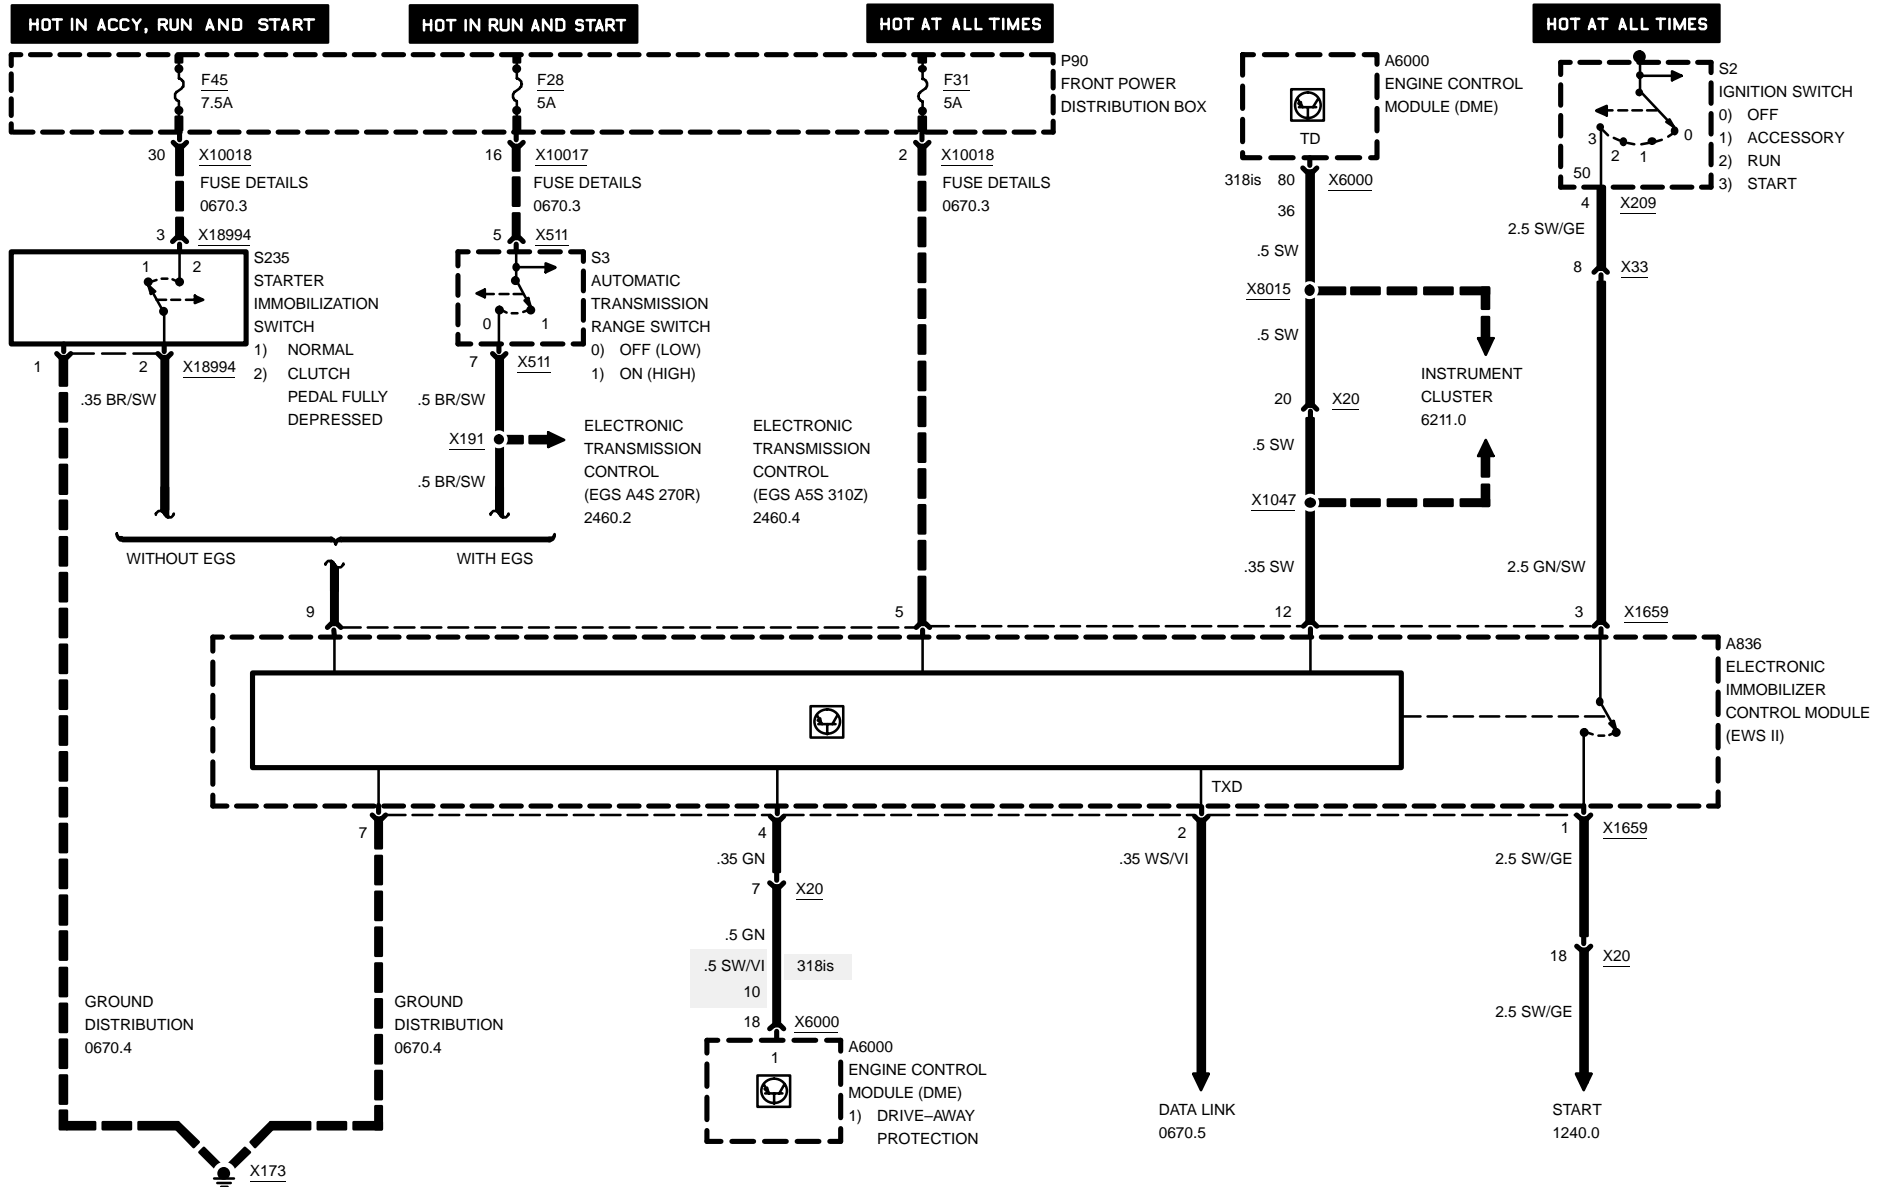 HOT IN ACCY, RUN AND START
HOT IN RUN AND START
HOT AT ALL TIMES
HOT AT ALL TIMES
F45
7.5A
F28
5A
F31
5A
P90
FRONT POWER
DISTRIBUTION BOX
A6000
ENGINE CONTROL
MODULE (DME)
TD
S2
IGNITION SWITCH
0) OFF
1) ACCESSORY
2) RUN
3) START
3
2
1
0
50
30
X10018
FUSE DETAILS
0670.3
16
X10017
FUSE DETAILS
0670.3
2
X10018
FUSE DETAILS
0670.3
318is
80
X6000
36
.5 SW
4
X209
2.5 SW/GE
8
X33
3
X18994
5
X511
1
2
S235
STARTER
IMMOBILIZATION
SWITCH
1) NORMAL
2) CLUTCH
PEDAL FULLY
DEPRESSED
0
1
S3
AUTOMATIC
TRANSMISSION
RANGE SWITCH
0) OFF (LOW)
1) ON (HIGH)
X8015
.5 SW
1
2
X18994
.35 BR/SW
7
X511
.5 BR/SW
X191
.5 BR/SW
ELECTRONIC
TRANSMISSION
CONTROL
(EGS A4S 270R)
2460.2
ELECTRONIC
TRANSMISSION
CONTROL
(EGS A5S 310Z)
2460.4
INSTRUMENT
CLUSTER
6211.0
20
X20
.5 SW
X1047
.35 SW
2.5 GN/SW
WITHOUT EGS
WITH EGS
9
5
12
3
X1659
A836
ELECTRONIC
IMMOBILIZER
CONTROL MODULE
(EWS II)
TXD
7
4
2
1
X1659
.35 GN
.35 WS/VI
2.5 SW/GE
7
X20
.5 GN
.5 SW/VI
318is
10
18
X6000
18
X20
2.5 SW/GE
GROUND
DISTRIBUTION
0670.4
GROUND
DISTRIBUTION
0670.4
1
A6000
ENGINE CONTROL
MODULE (DME)
1) DRIVE–AWAY
PROTECTION
DATA LINK
0670.5
START
1240.0
X173